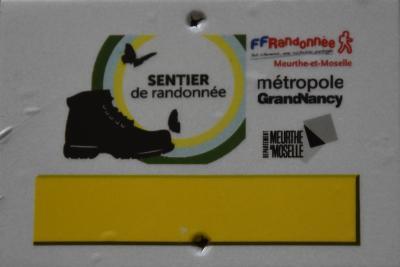 SENTIER
de randonnée
FFRandonnée
Meurthe-et-Moselle
métropole
GrandNancy
DÉPARTEMENT
MEURTHE
& MOSELLE